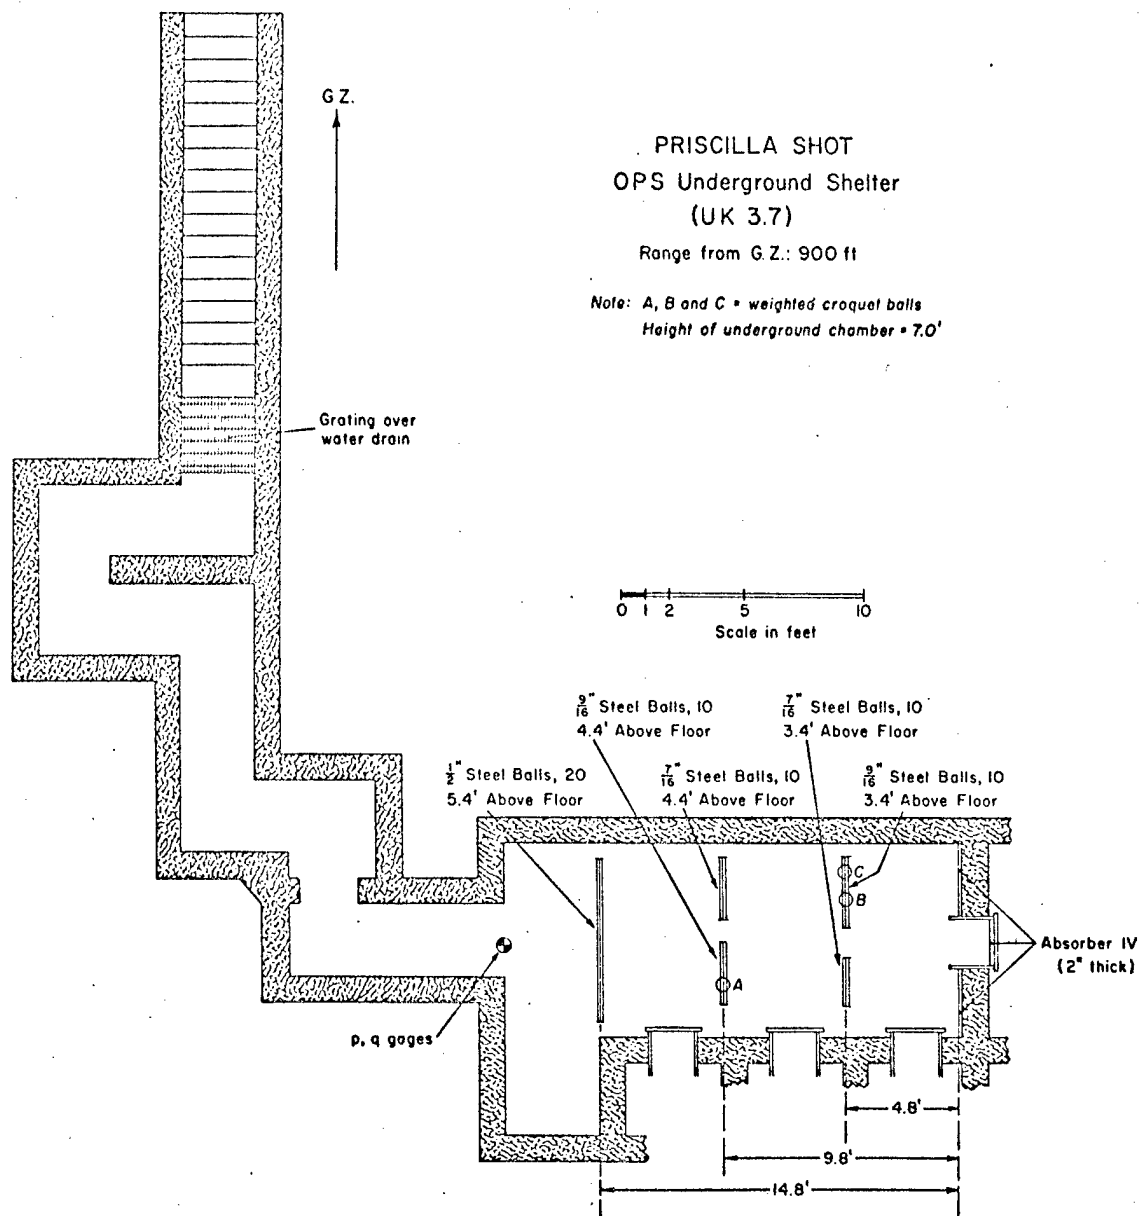 G.Z.
PRISCILLA SHOT
OPS Underground Shelter
(UK 3.7)
Range from G.Z.: 900 ft
Note: A, B and C = weighted croquet balls
Height of underground chamber = 7.0'
Grating over
water drain
0 1 2 5 10
Scale in feet
9/16" Steel Balls, 10
4.4' Above Floor
7/16" Steel Balls, 10
3.4' Above Floor
1/2" Steel Balls, 20
5.4' Above Floor
7/16" Steel Balls, 10
4.4' Above Floor
9/16" Steel Balls, 10
3.4' Above Floor
C
B
A
Absorber IV
(2" thick)
p, q gages
4.8'
9.8'
14.8'